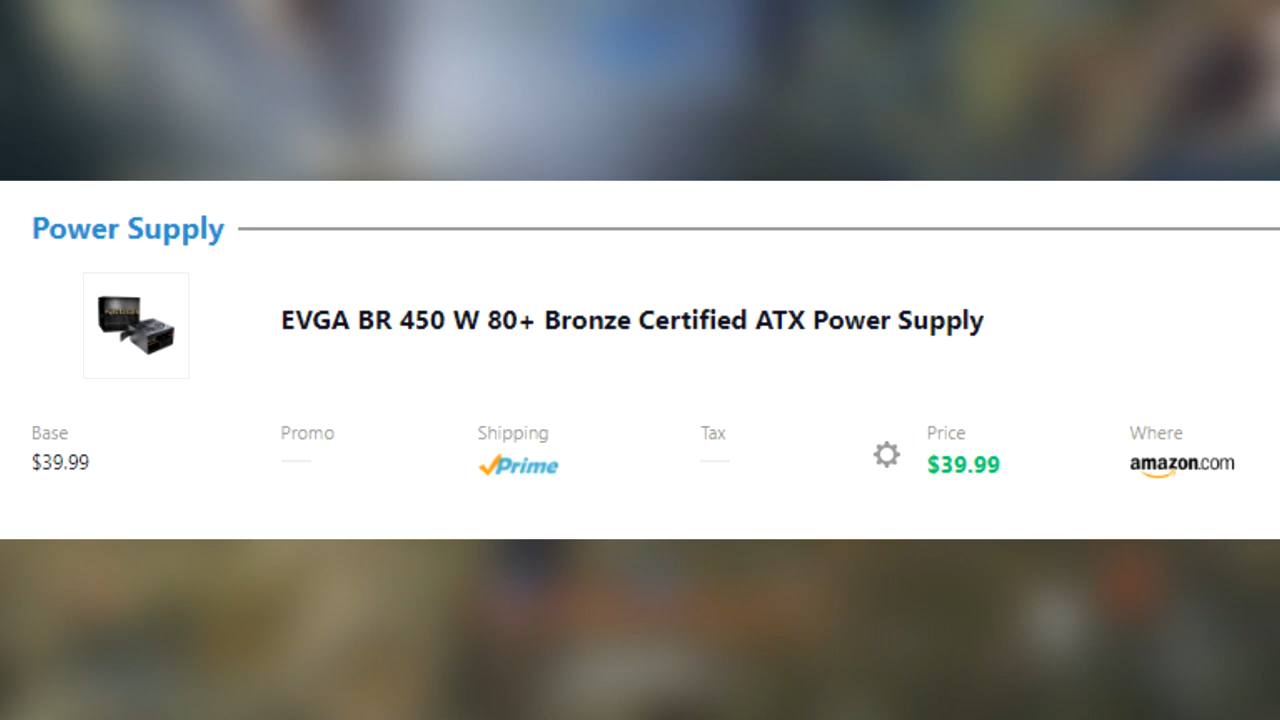 Power Supply
EVGA BR 450 W 80+ Bronze Certified ATX Power Supply
Base
Promo
Shipping
Tax
Price
Where
$39.99
—
Prime
—
$39.99
amazon.com